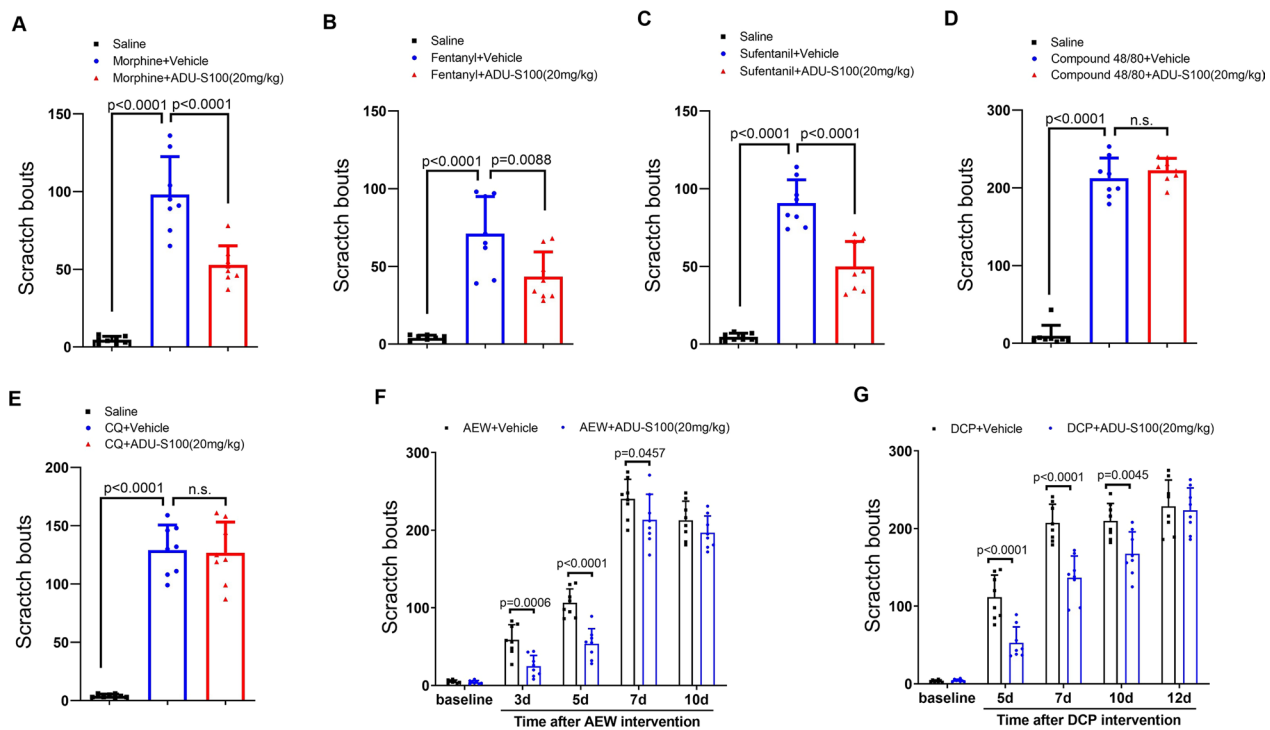 A
Saline
Morphine+Vehicle
Morphine+ADU-S100(20mg/kg)
p<0.0001 p<0.0001
150
100
50
0
Scractch bouts
B
Saline
Fentanyl+Vehicle
Fentanyl+ADU-S100(20mg/kg)
p<0.0001 p=0.0088
150
100
50
0
Scractch bouts
C
Saline
Sufentanil+Vehicle
Sufentanil+ADU-S100(20mg/kg)
p<0.0001 p<0.0001
150
100
50
0
Scractch bouts
D
Saline
Compound 48/80+Vehicle
Compound 48/80+ADU-S100(20mg/kg)
p<0.0001 n.s.
300
200
100
0
Scractch bouts
E
Saline
CQ+Vehicle
CQ+ADU-S100(20mg/kg)
p<0.0001 n.s.
200
150
100
50
0
Scractch bouts
F
AEW+Vehicle AEW+ADU-S100(20mg/kg)
p=0.0457
p<0.0001
p=0.0006
300
200
100
0
Scractch bouts
baseline 3d 5d 7d 10d
Time after AEW intervention
G
DCP+Vehicle DCP+ADU-S100(20mg/kg)
p<0.0001 p=0.0045
p<0.0001
300
200
100
0
Scractch bouts
baseline 5d 7d 10d 12d
Time after DCP intervention